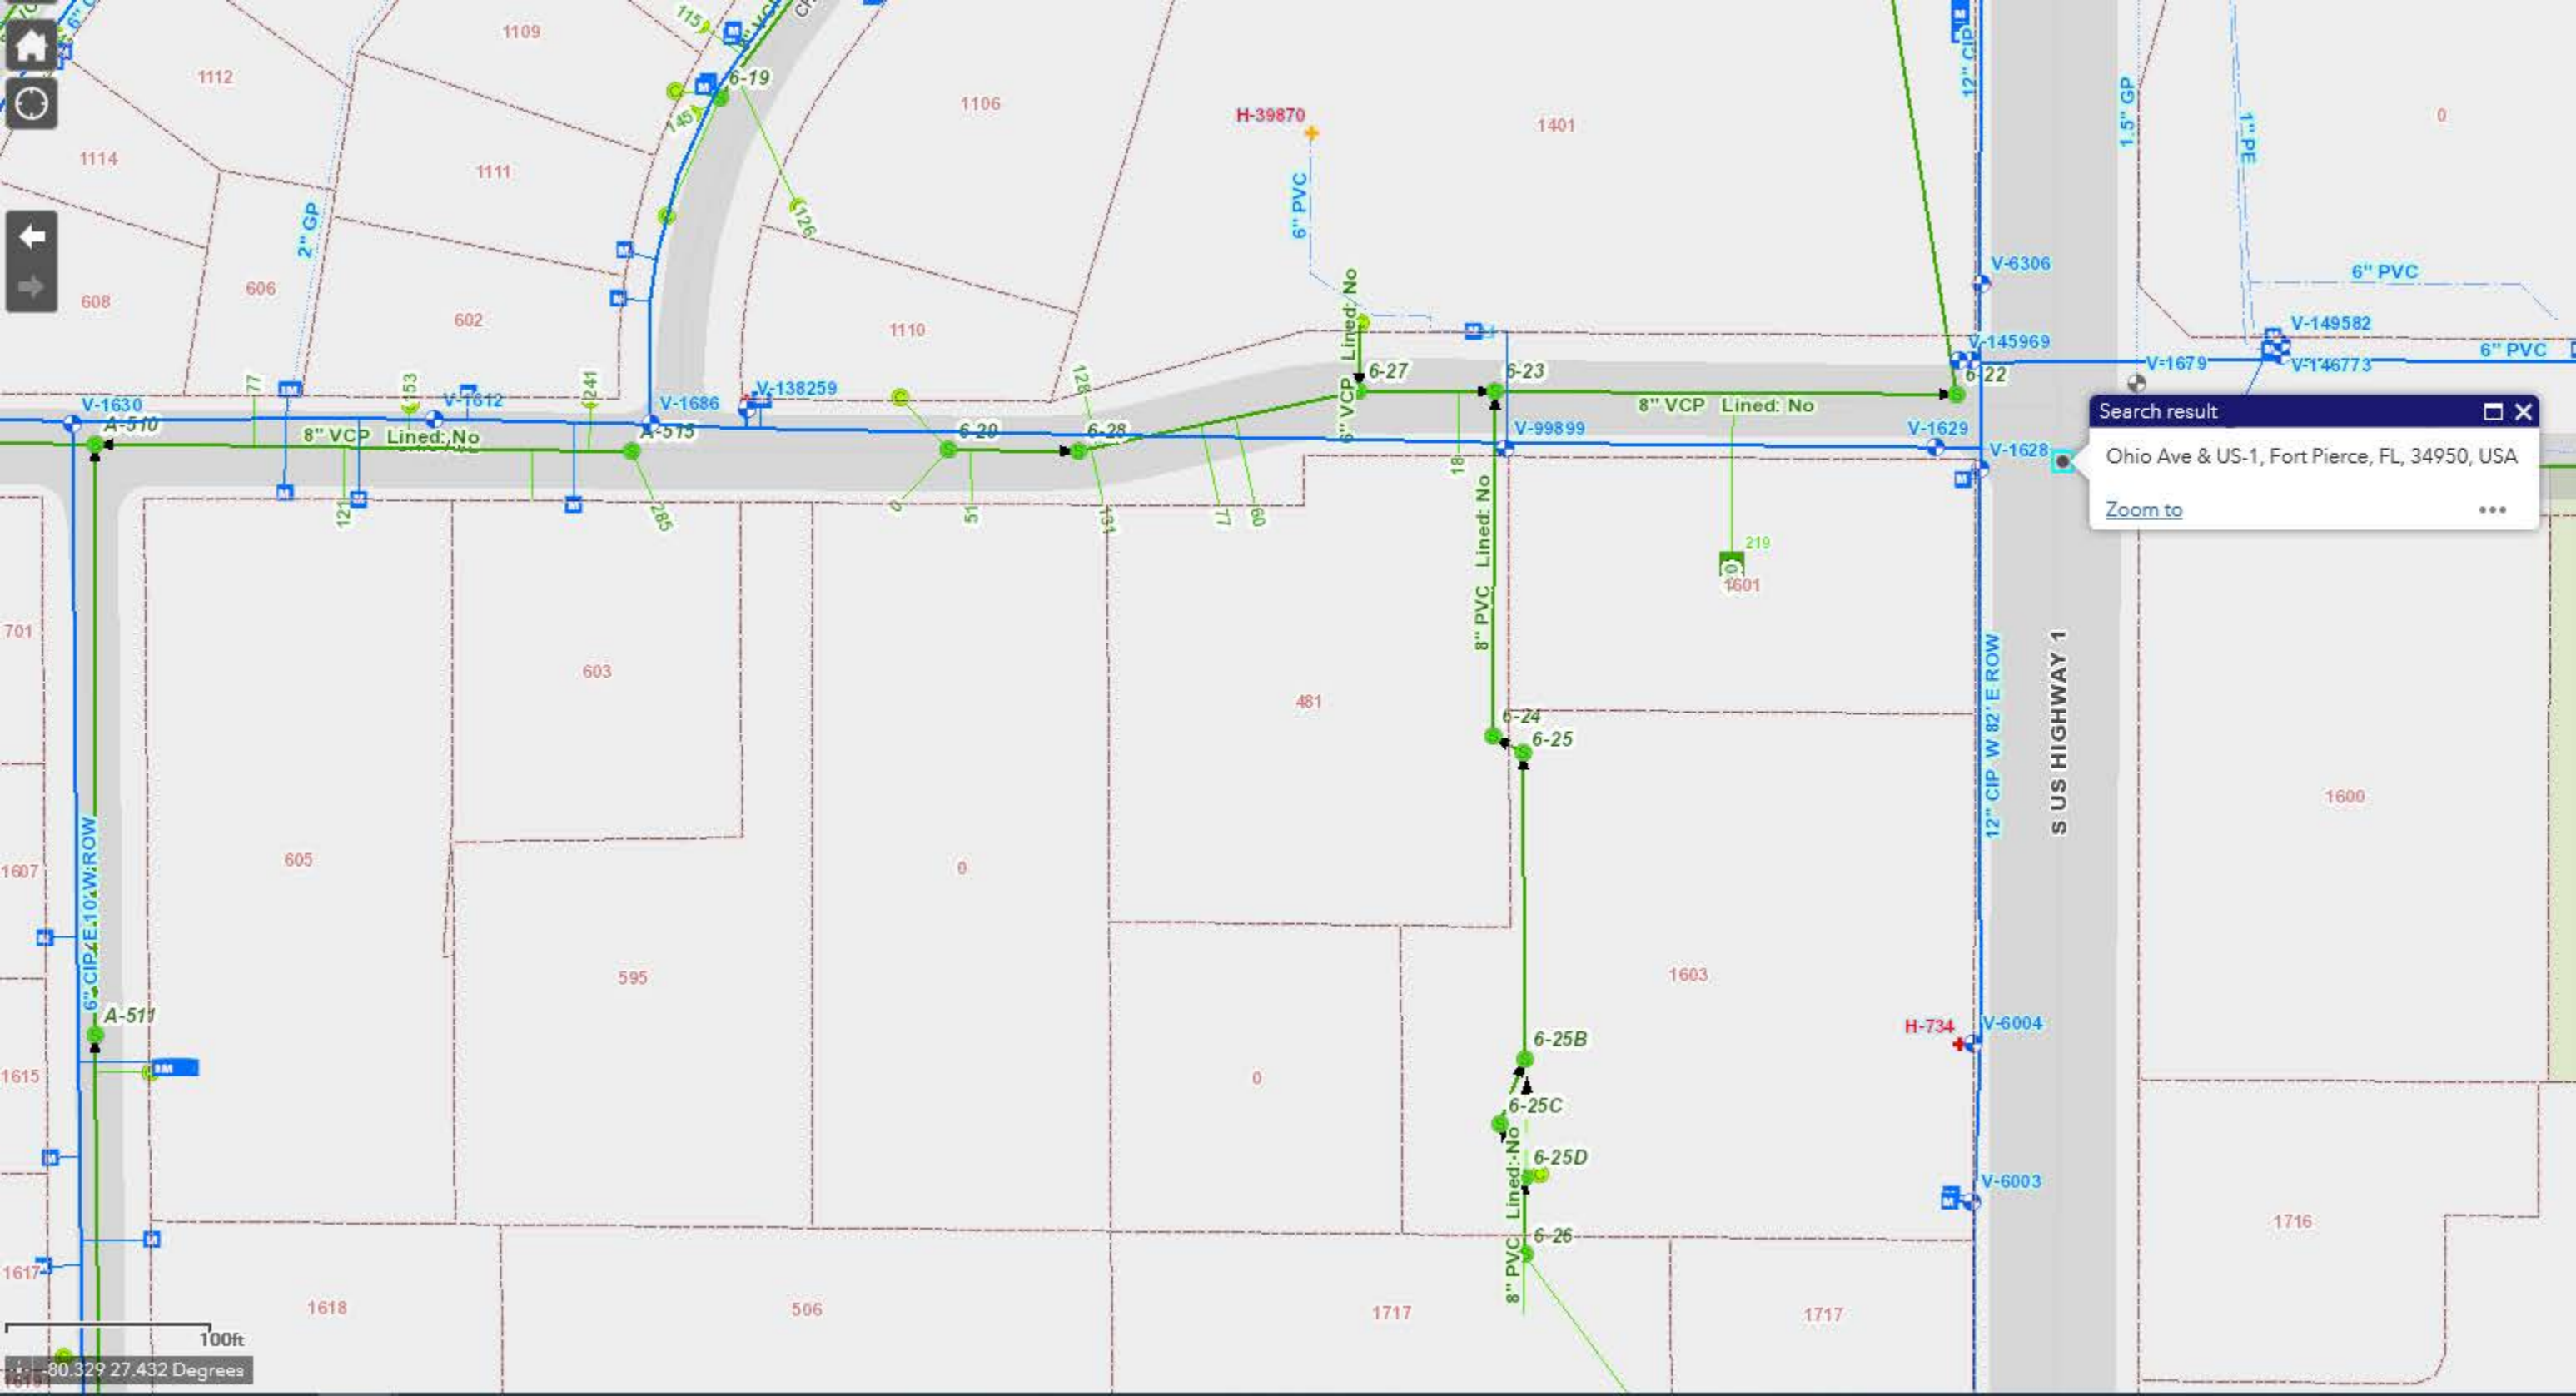 115
8" VCP
6" C
1109
1112
6-19
145
1106
H-39870
1401
12" CIP
1.5" GP
1" PE
0
1114
1111
126
6" PVC
2" GP
608
606
602
1110
V-6306
6" PVC
V-149582
V-145969
V-1679
V-146773
6" PVC
6-27
6-23
6-22
6" VCP Lined: No
77
153
241
128
V-138259
V-1630
V-1612
V-1686
A-510
8" VCP Lined: No
A-515
6-20
6-28
8" VCP Lined: No
V-99899
V-1629
V-1628
18
Search result
Ohio Ave & US-1, Fort Pierce, FL, 34950, USA
Zoom to
121
285
0
51
131
77
60
219
1601
8" PVC Lined: No
701
603
481
S US HIGHWAY 1
12" CIP W 82' E ROW
6-24
6-25
1600
605
1607
0
6" CIP E 10' W ROW
595
1603
A-511
H-734
V-6004
6-25B
1615
0
6-25C
6-25D
V-6003
8" PVC Lined: No
6-26
1716
1617
1618
506
1717
1717
100ft
-80.329 27.432 Degrees
1619